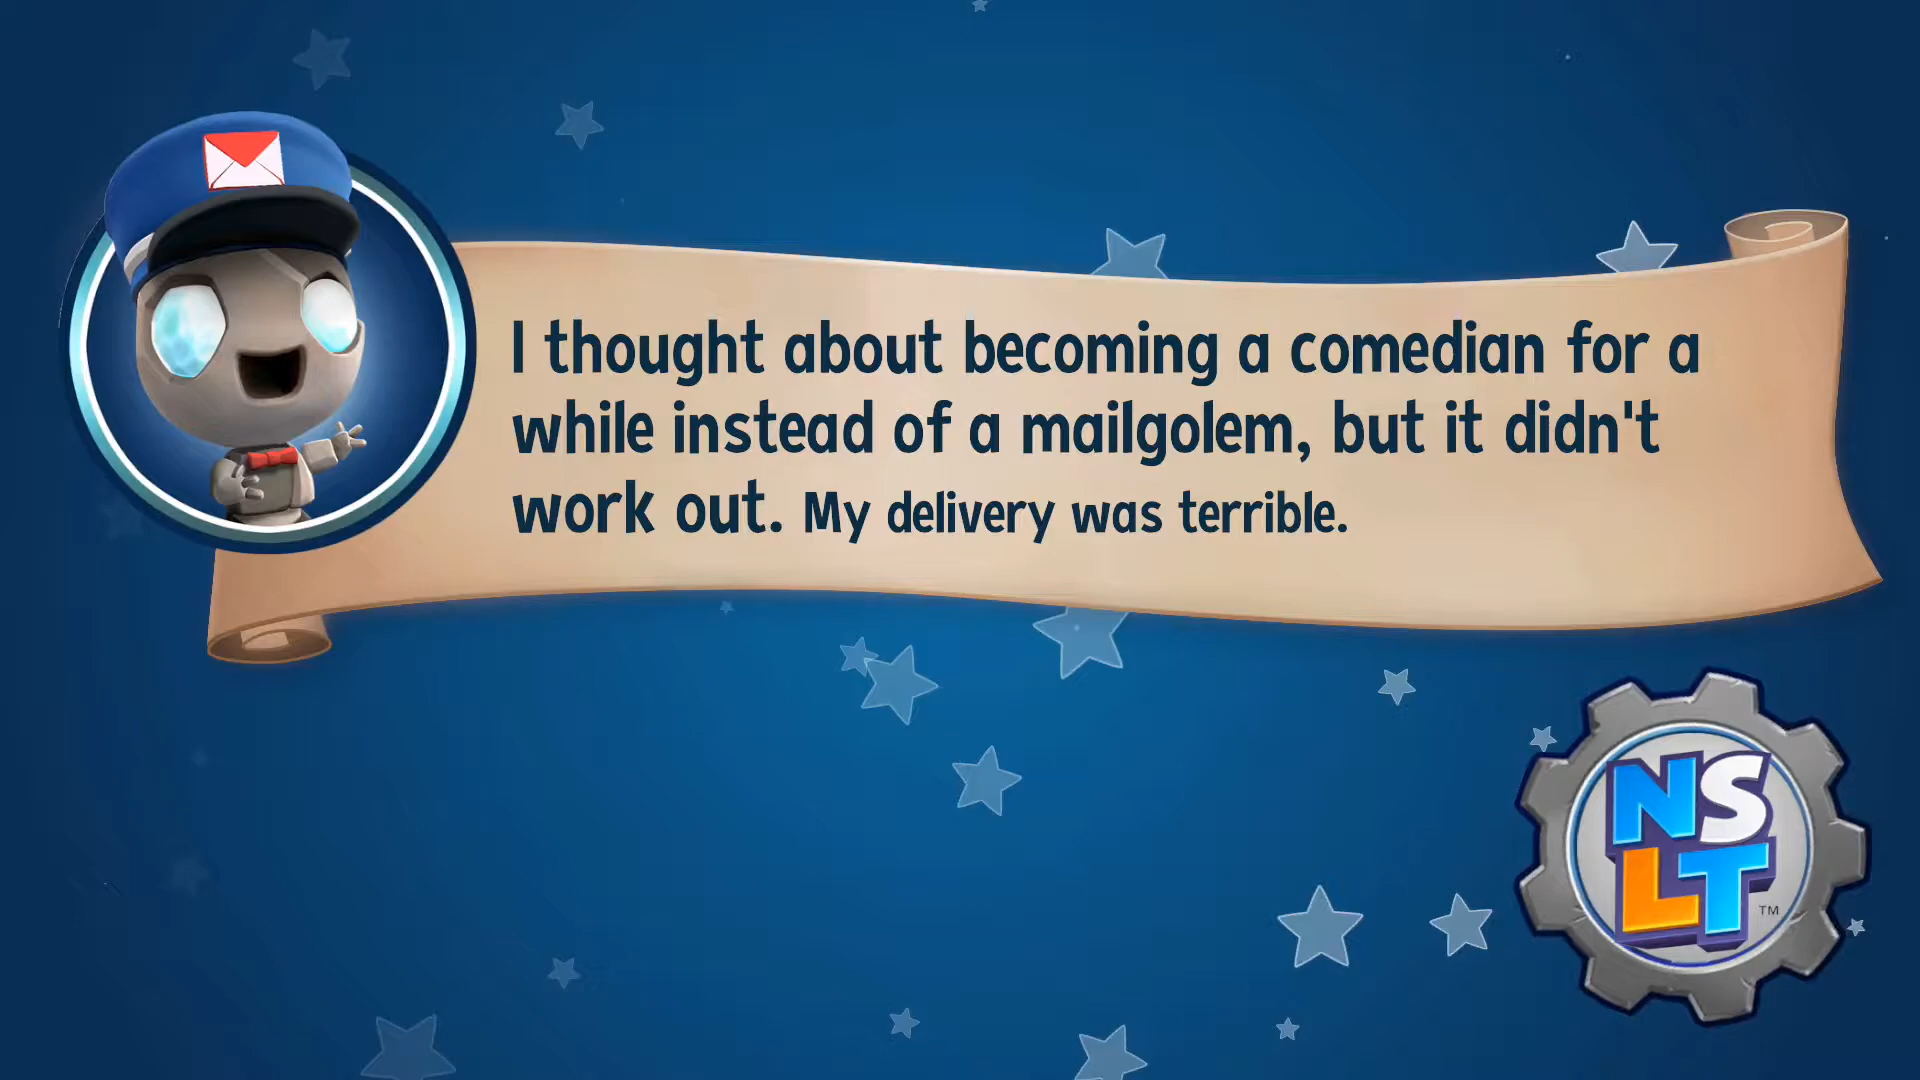 I thought about becoming a comedian for a
while instead of a mailgolem, but it didn't
work out. My delivery was terrible.
NS
LT
TM